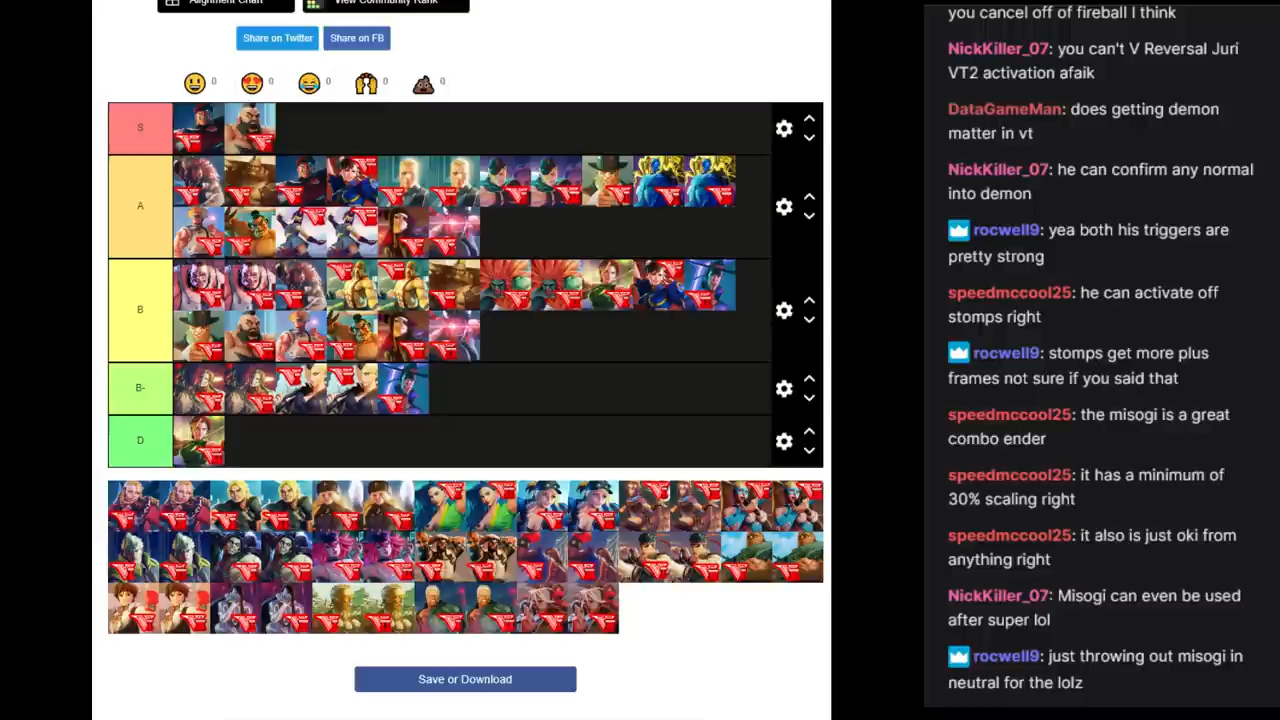 Alignment Chart
View Community Rank
Share on Twitter
Share on FB
0
0
0
0
0
S
A
B
B-
D
Save or Download
you cancel off of fireball I think
NickKiller_07: you can't V Reversal Juri
VT2 activation afaik
DataGameMan: does getting demon
matter in vt
NickKiller_07: he can confirm any normal
into demon
rocwell9: yea both his triggers are
pretty strong
speedmccool25: he can activate off
stomps right
rocwell9: stomps get more plus
frames not sure if you said that
speedmccool25: the misogi is a great
combo ender
speedmccool25: it has a minimum of
30% scaling right
speedmccool25: it also is just oki from
anything right
NickKiller_07: Misogi can even be used
after super lol
rocwell9: just throwing out misogi in
neutral for the lolz